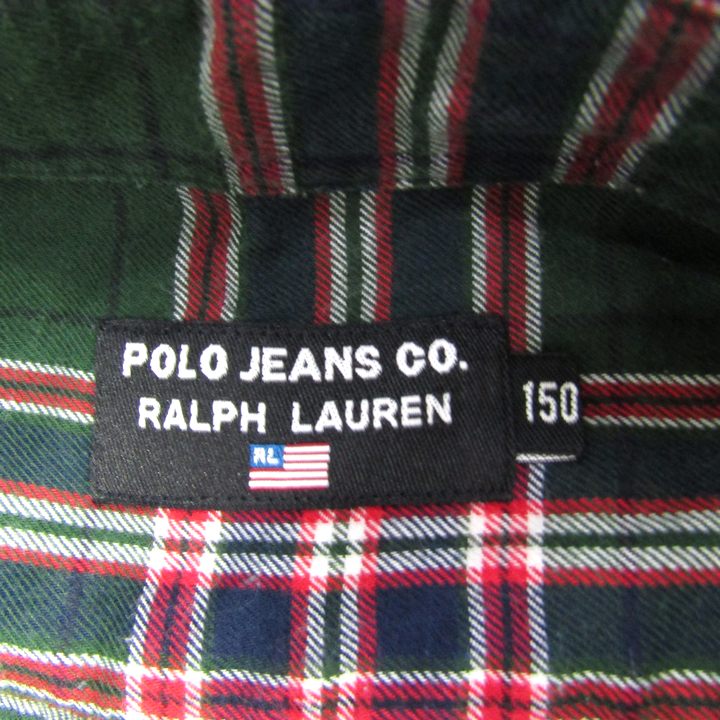 POLO JEANS CO.
RALPH LAUREN
RL
150